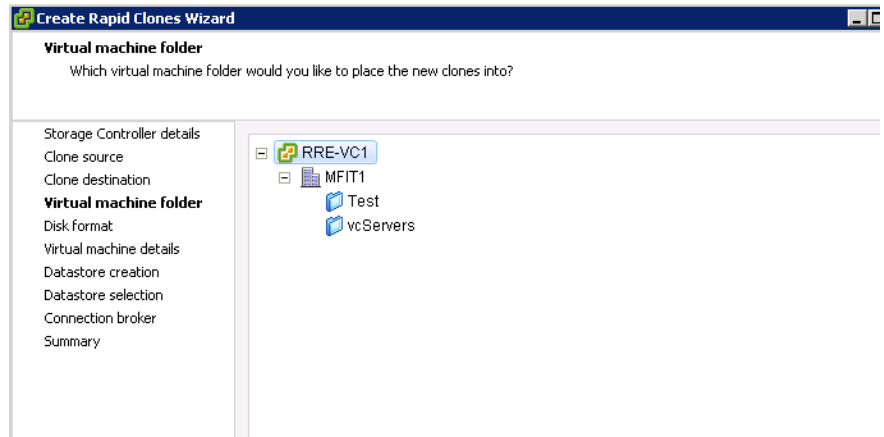 Create Rapid Clones Wizard
Virtual machine folder
Which virtual machine folder would you like to place the new clones into?
Storage Controller details
Clone source
Clone destination
Virtual machine folder
Disk format
Virtual machine details
Datastore creation
Datastore selection
Connection broker
Summary
RRE-VC1
MFIT1
Test
vcServers